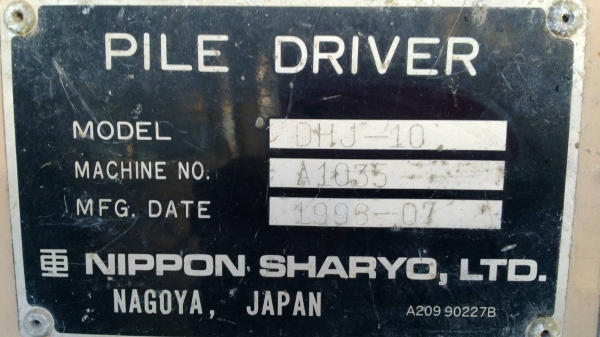 PILE DRIVER
MODEL DHJ-10
MACHINE NO. A1035
MFG. DATE 1998-07
NIPPON SHARYO, LTD.
NAGOYA, JAPAN A209 90227B